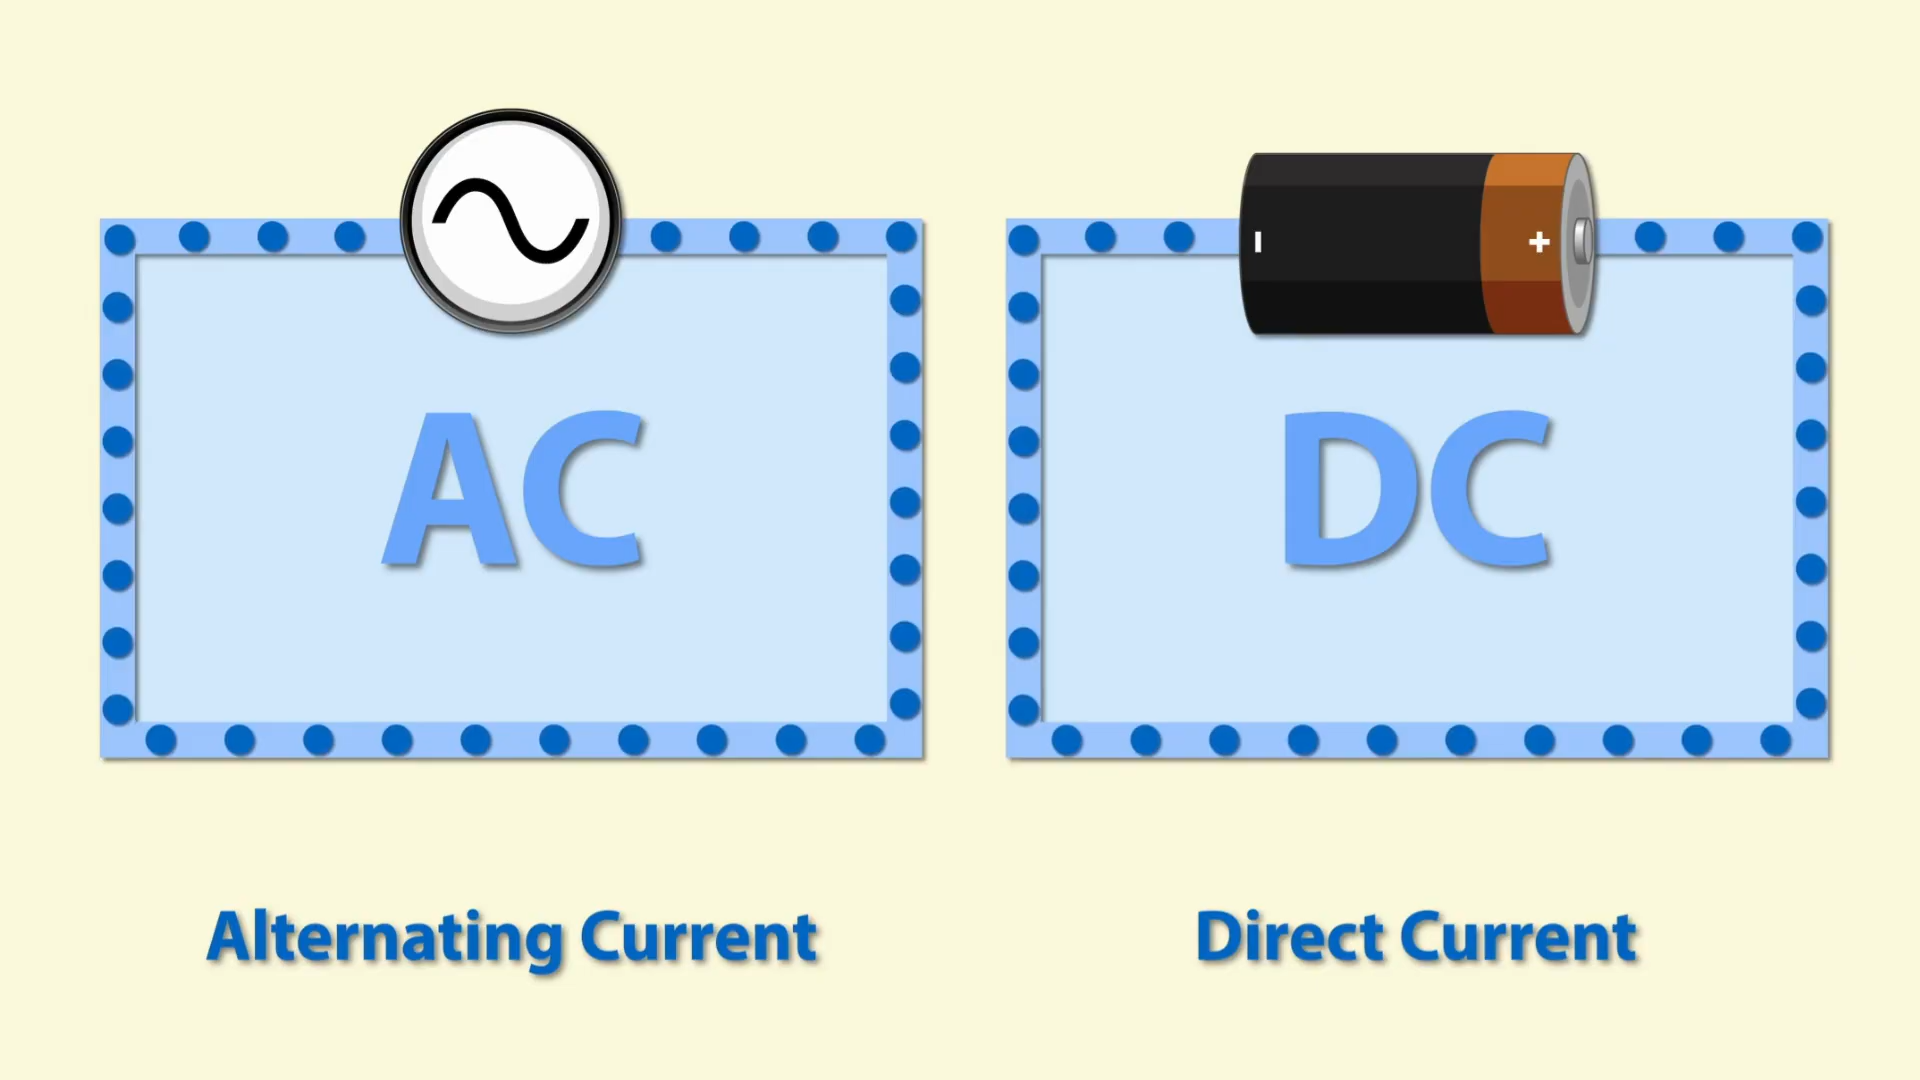 - +
AC
DC
Alternating Current
Direct Current